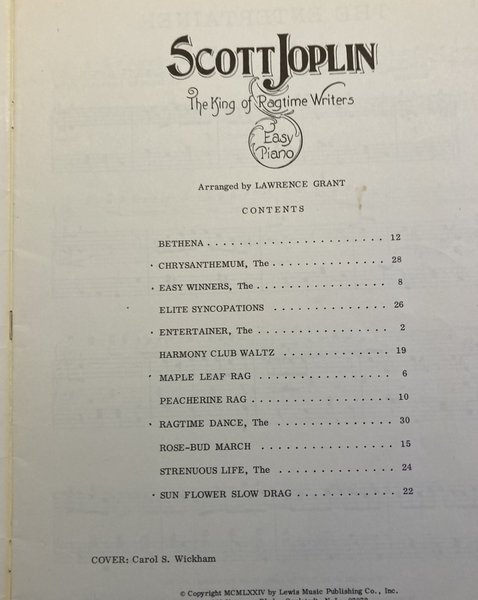 SCOTT JOPLIN
The King of Ragtime Writers
Easy
Piano
Arranged by LAWRENCE GRANT
CONTENTS
BETHENA . . . . . . . . . . . . . . . . . . . . . . 12
· CHRYSANTHEMUM, The . . . . . . . . . . . . . . 28
· EASY WINNERS, The . . . . . . . . . . . . . . . . 8
ELITE SYNCOPATIONS . . . . . . . . . . . . . . 26
· ENTERTAINER, The . . . . . . . . . . . . . . . . 2
HARMONY CLUB WALTZ . . . . . . . . . . . . . 19
· MAPLE LEAF RAG . . . . . . . . . . . . . . . . 6
PEACHERINE RAG . . . . . . . . . . . . . . . . . 10
· RAGTIME DANCE, The . . . . . . . . . . . . . . 30
ROSE-BUD MARCH . . . . . . . . . . . . . . . . 15
STRENUOUS LIFE, The . . . . . . . . . . . . . . 24
· SUN FLOWER SLOW DRAG . . . . . . . . . . . . 22
COVER: Carol S. Wickham
© Copyright MCMLXXIV by Lewis Music Publishing Co., Inc.